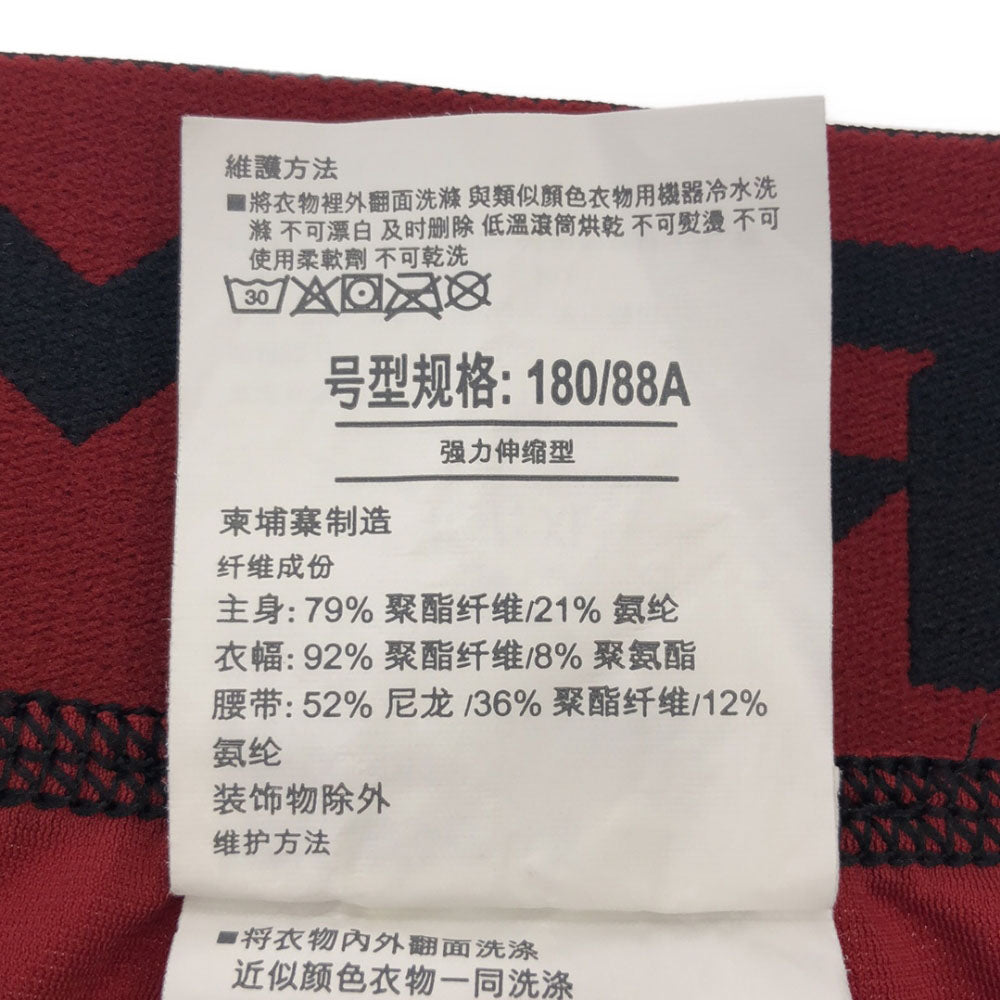 維護方法
■將衣物裡外翻面洗滌 與類似顏色衣物用機器冷水洗
滌 不可漂白 及时删除 低溫滾筒烘乾 不可熨燙 不可
使用柔軟劑 不可乾洗
30
号型规格: 180/88A
强力伸缩型
柬埔寨制造
纤维成份
主身: 79% 聚酯纤维/21% 氨纶
衣幅: 92% 聚酯纤维/8% 聚氨酯
腰带: 52% 尼龙 /36% 聚酯纤维/12%
氨纶
装饰物除外
维护方法
■将衣物內外翻面洗涤
近似颜色衣物一同洗涤